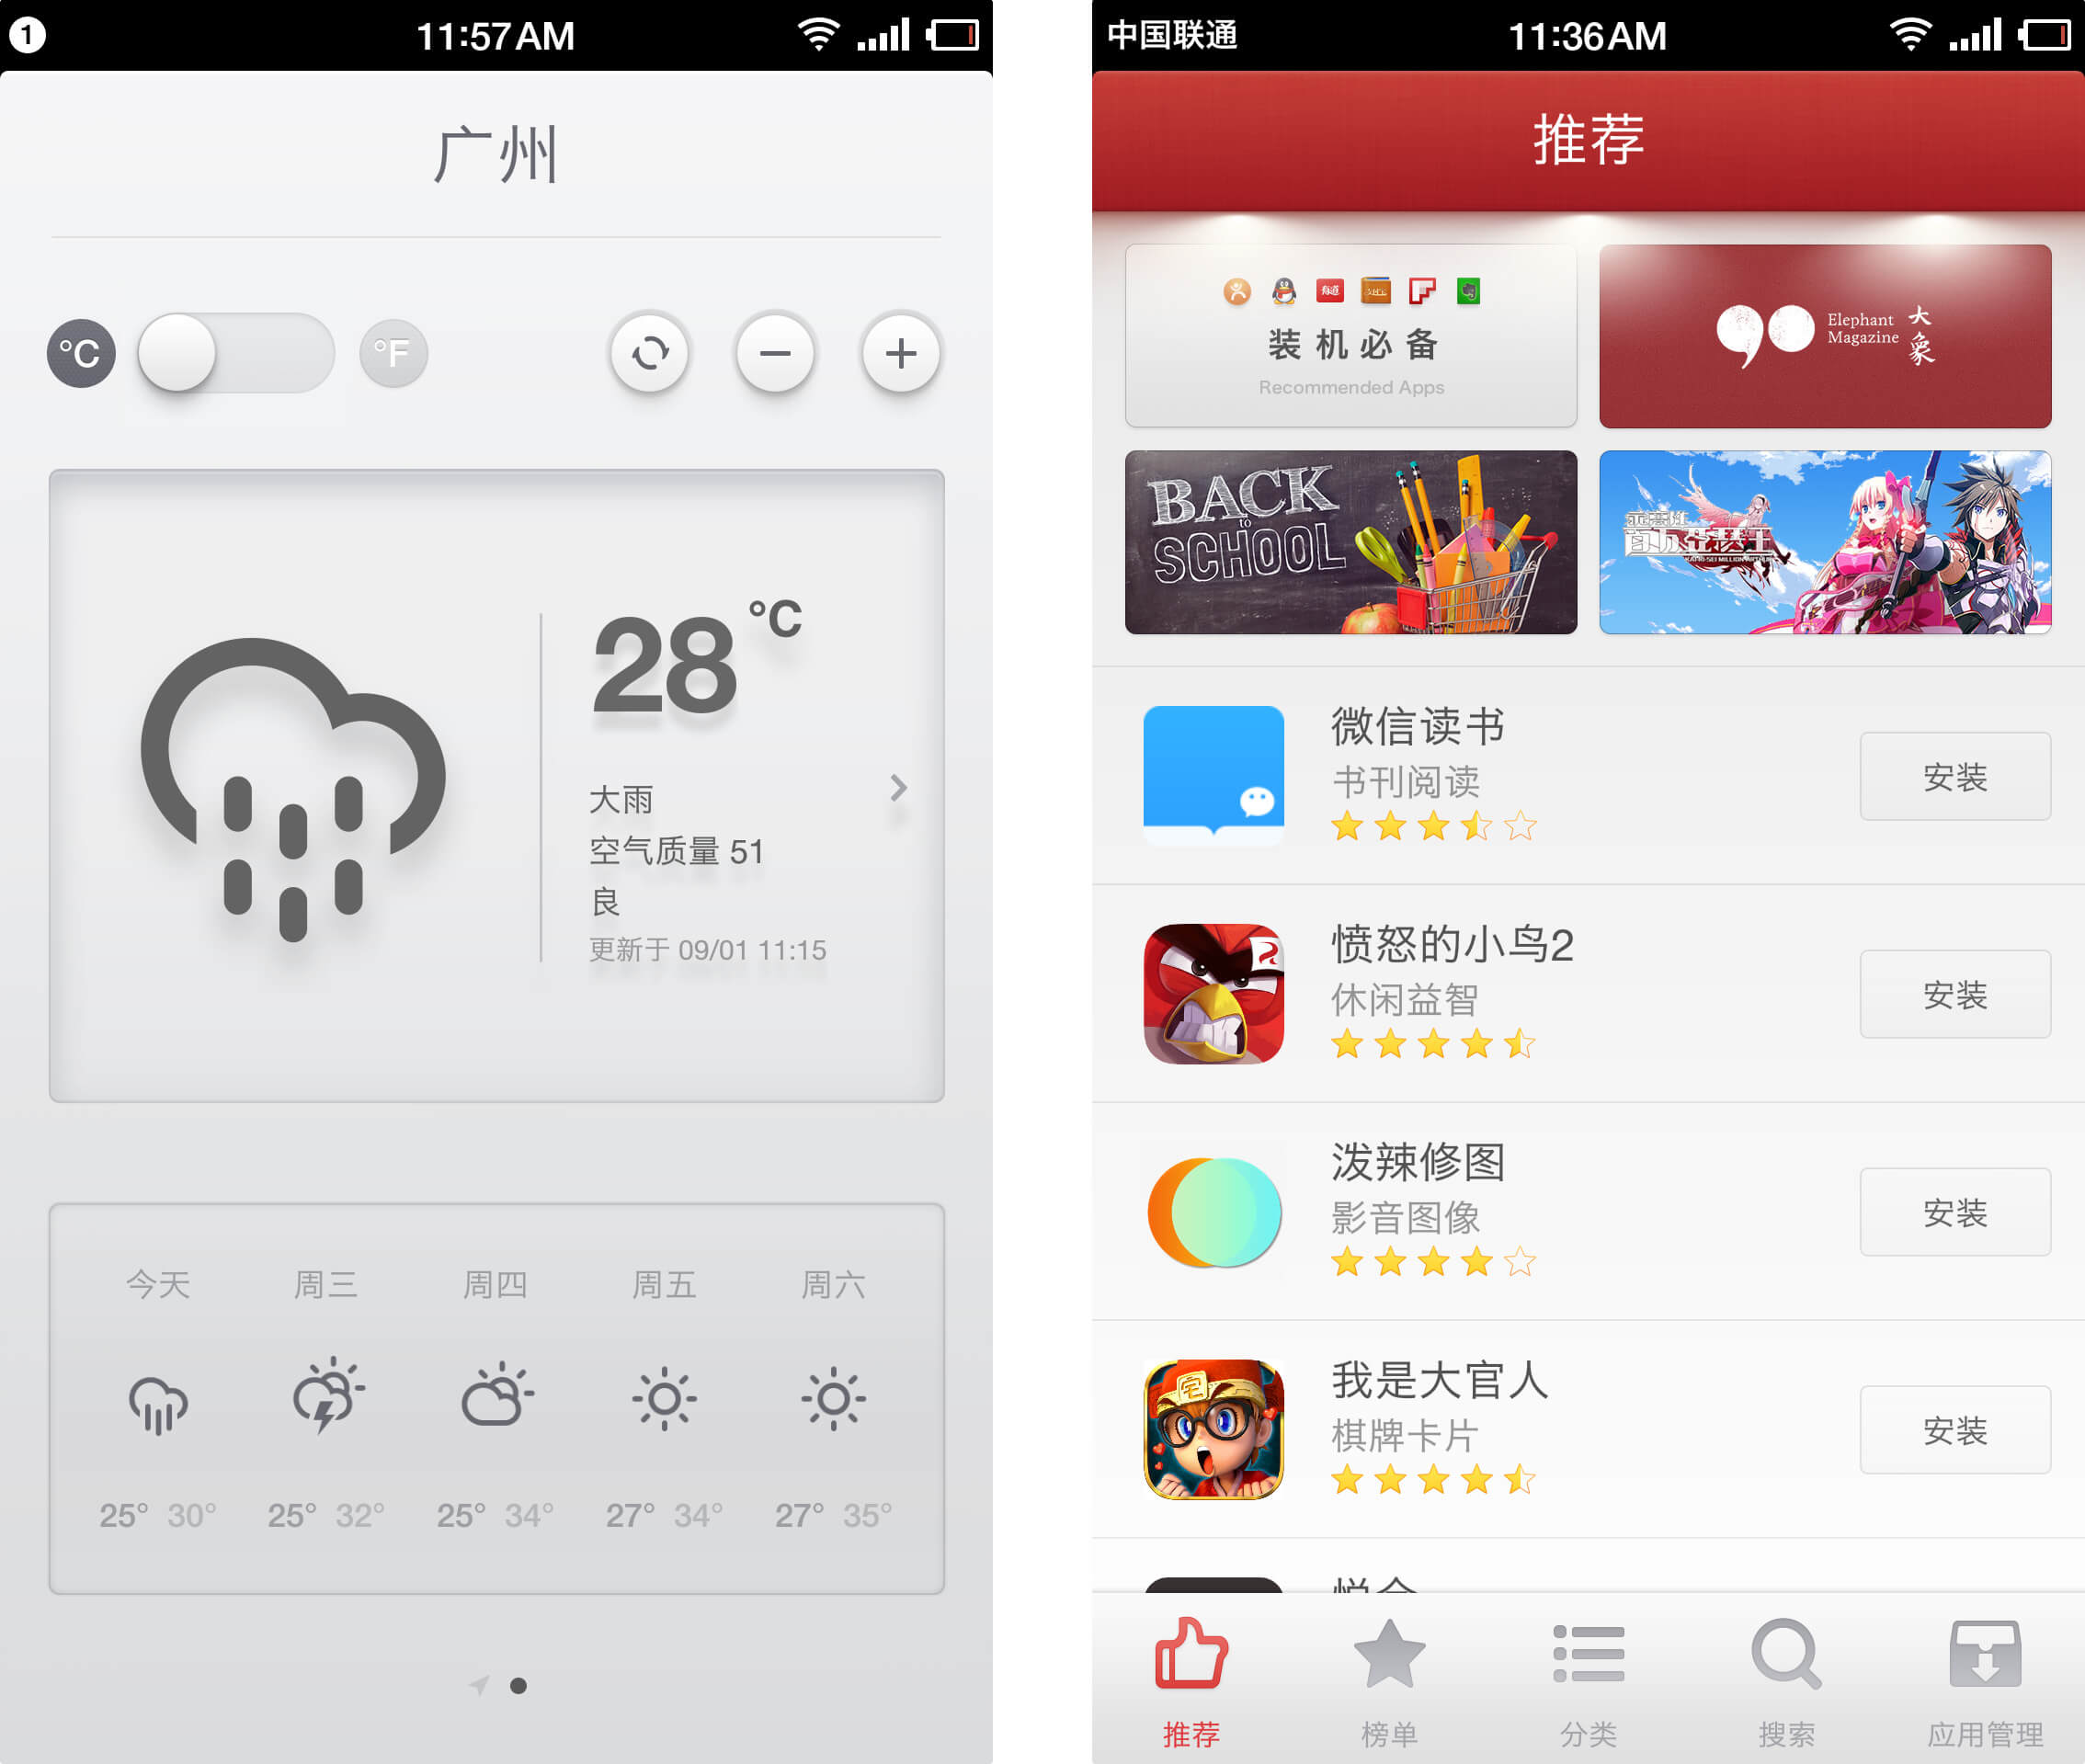 1
11:57AM
广州
°C
°F
28 °C
大雨
空气质量 51
良
更新于 09/01 11:15
今天 周三 周四 周五 周六
25° 30° 25° 32° 25° 34° 27° 34° 27° 35°
中国联通
11:36AM
推荐
有道
装机必备
Recommended Apps
Elephant
Magazine
大象
BACK
to
SCHOOL
微信读书
书刊阅读
安装
愤怒的小鸟2
休闲益智
安装
泼辣修图
影音图像
安装
我是大官人
棋牌卡片
安装
推荐 榜单 分类 搜索 应用管理